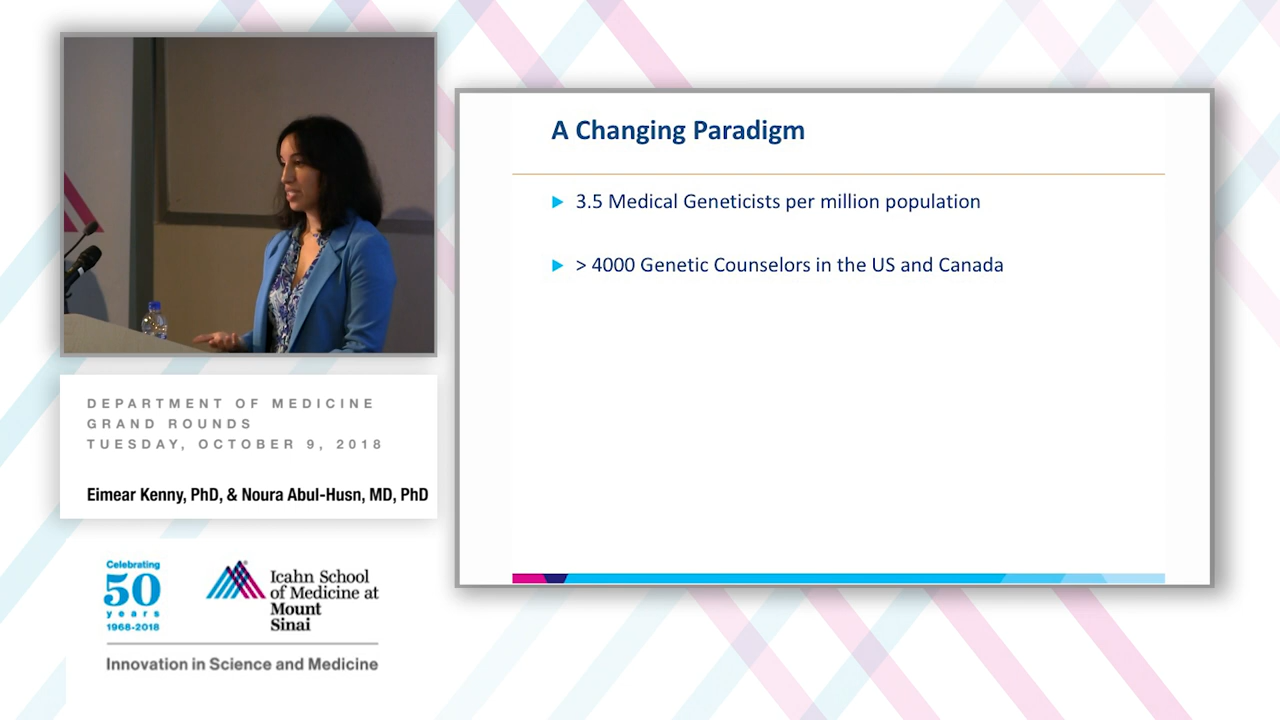 DEPARTMENT OF MEDICINE
GRAND ROUNDS
TUESDAY, OCTOBER 9, 2018
Eimear Kenny, PhD, & Noura Abul-Husn, MD, PhD
Celebrating
50
years
1968-2018
Icahn School
of Medicine at
Mount
Sinai
Innovation in Science and Medicine
A Changing Paradigm
3.5 Medical Geneticists per million population
> 4000 Genetic Counselors in the US and Canada